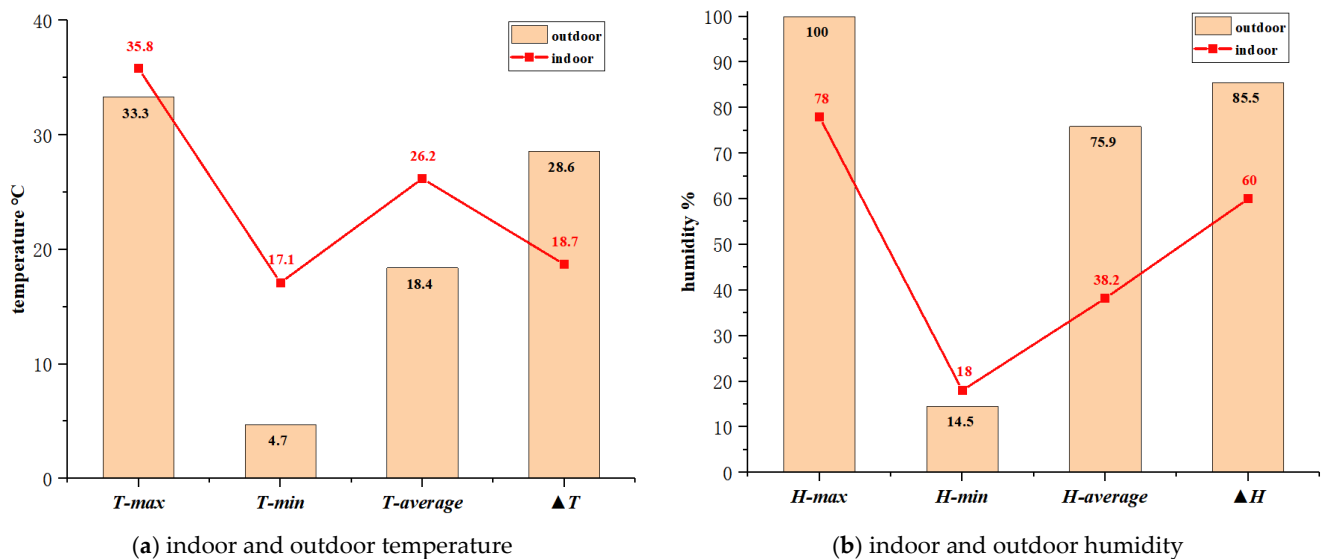 40
30
20
10
0
temperature °C
outdoor
indoor
35.8
33.3
17.1
4.7
26.2
18.4
28.6
18.7
T-max
T-min
T-average
▲T
(a) indoor and outdoor temperature
100
90
80
70
60
50
40
30
20
10
0
humidity %
outdoor
indoor
100
78
18
14.5
75.9
38.2
85.5
60
H-max
H-min
H-average
▲H
(b) indoor and outdoor humidity